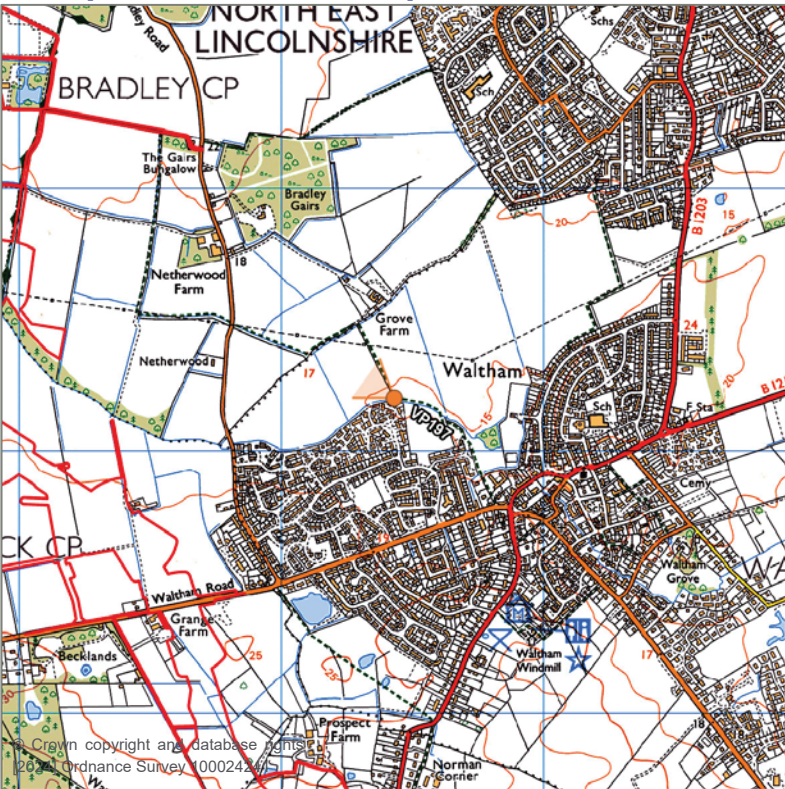 NORTH EAST
LINCOLNSHIRE
Schs
Road
BRADLEY CP
Sch
22
The Gairs
Bungalow
Bradley
Gairs
B1203
15
20
18
Netherwood
Farm
Grove
Farm
24
Netherwood
17
Waltham
20
15
VP197
Sch
F Sta
Cemy
CK CP
19
Waltham
Grove
Waltham Road
Grange
Farm
Becklands
25
Waltham
Windmill
17
25
30
Prospect
Farm
18
© Crown copyright and database rights
Ordnance Survey
Norman
Corner